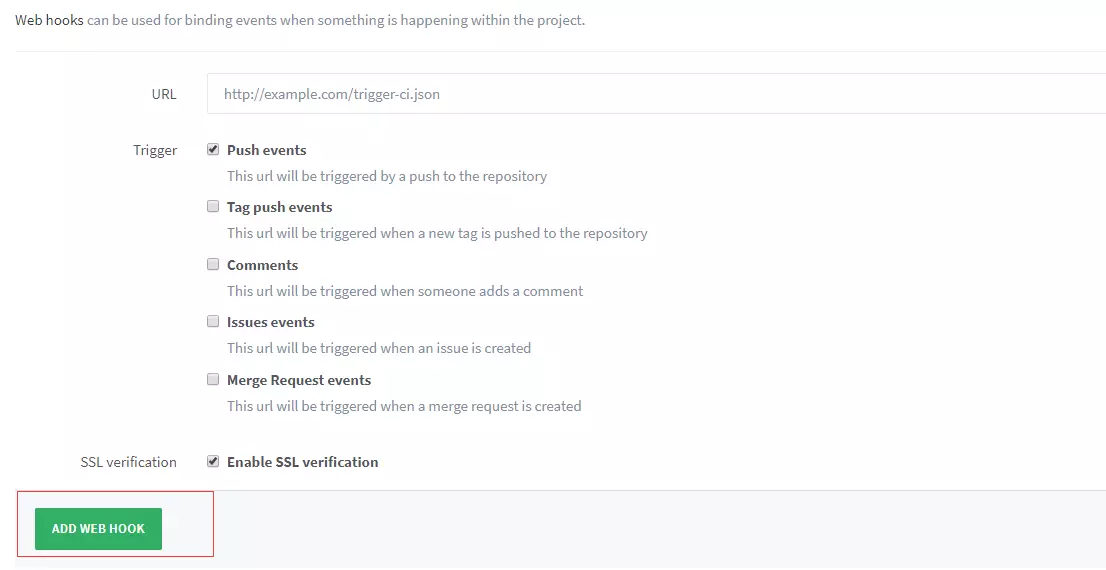 Web hooks can be used for binding events when something is happening within the project.
URL http://example.com/trigger-ci.json
Trigger Push events
This url will be triggered by a push to the repository
Tag push events
This url will be triggered when a new tag is pushed to the repository
Comments
This url will be triggered when someone adds a comment
Issues events
This url will be triggered when an issue is created
Merge Request events
This url will be triggered when a merge request is created
SSL verification Enable SSL verification
ADD WEB HOOK